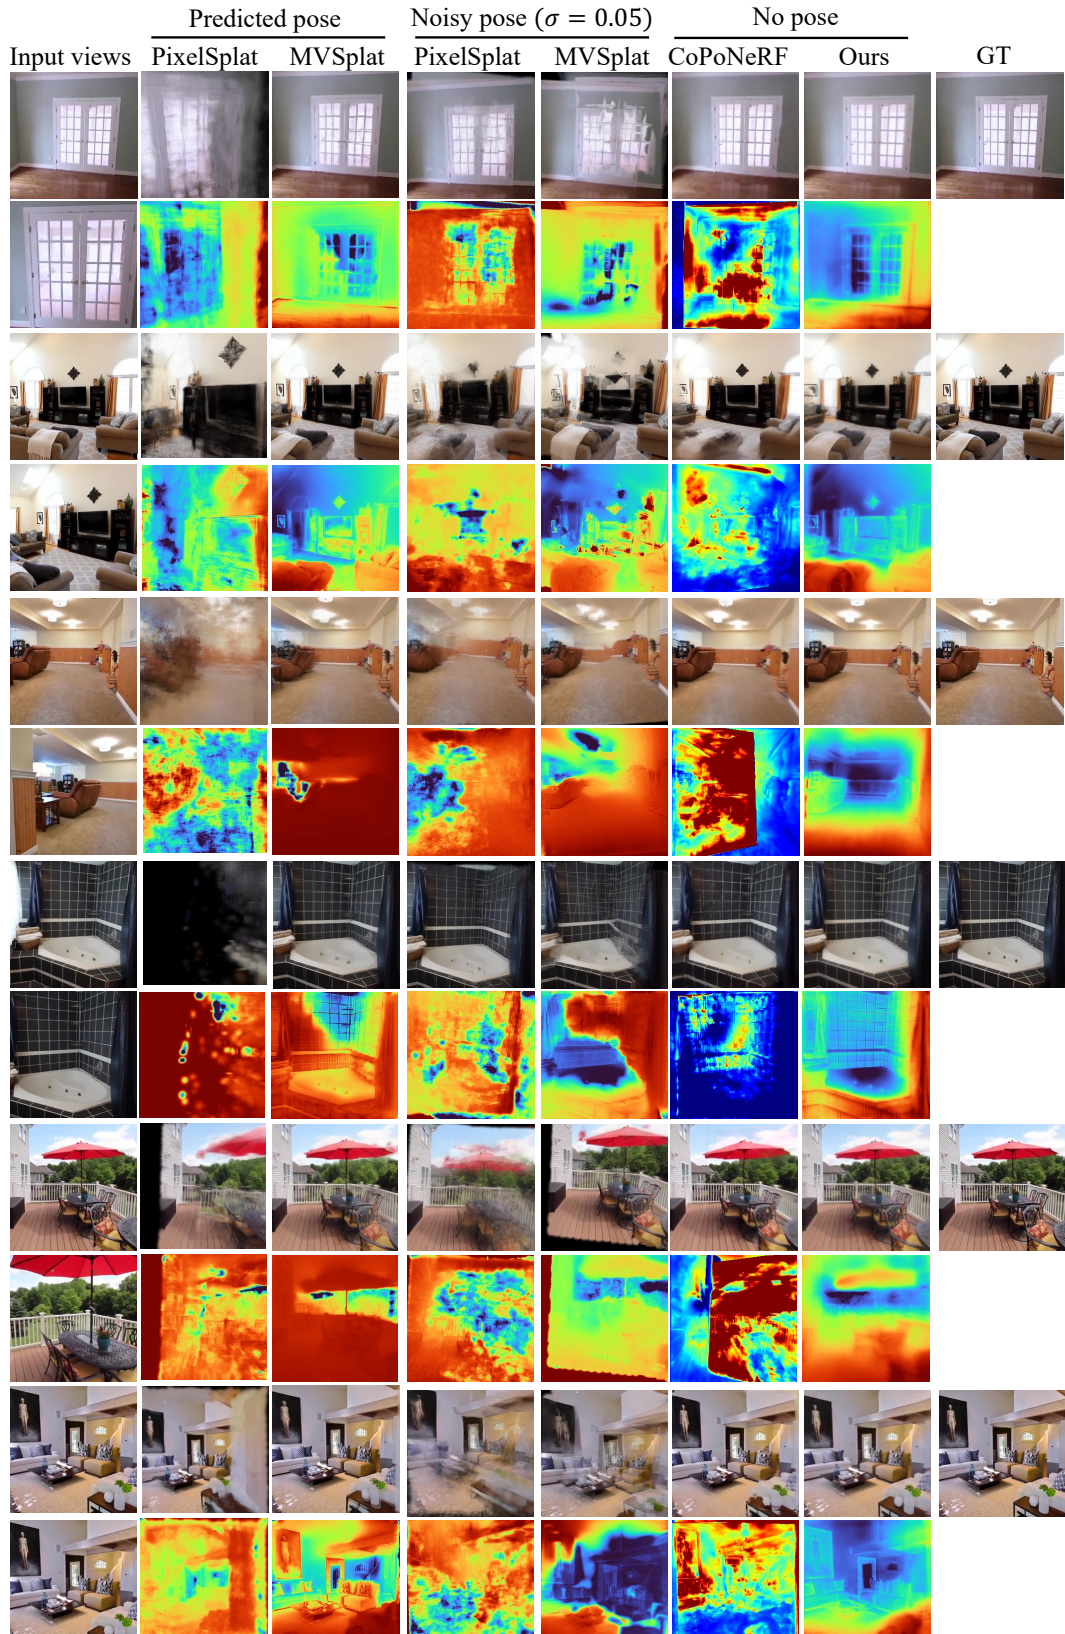 Predicted pose Noisy pose (σ = 0.05) No pose
Input views PixelSplat MVSplat PixelSplat MVSplat CoPoNeRF Ours GT